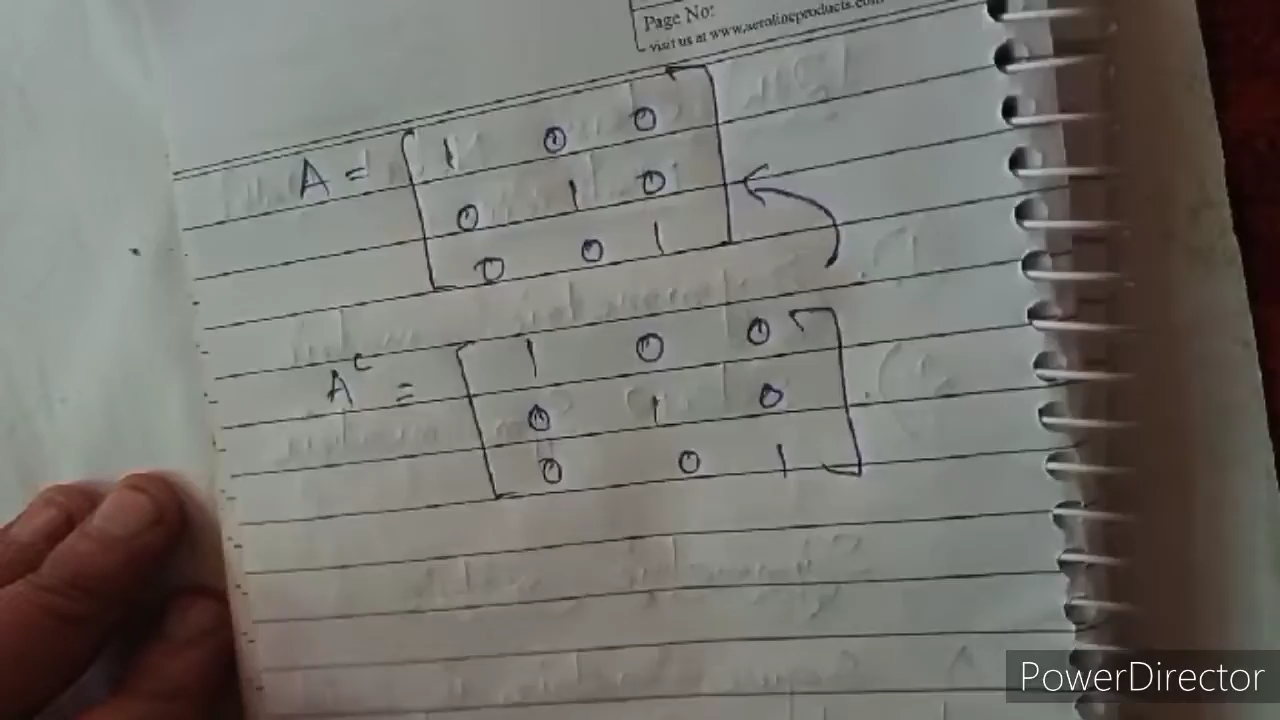 Page No:
visit us at www.aerolineproducts.com
A = [ 1 0 0
0 1 0
0 0 1 ]
Aᶜ = [ 1 0 0
0 1 0
0 0 1 ]
PowerDirector